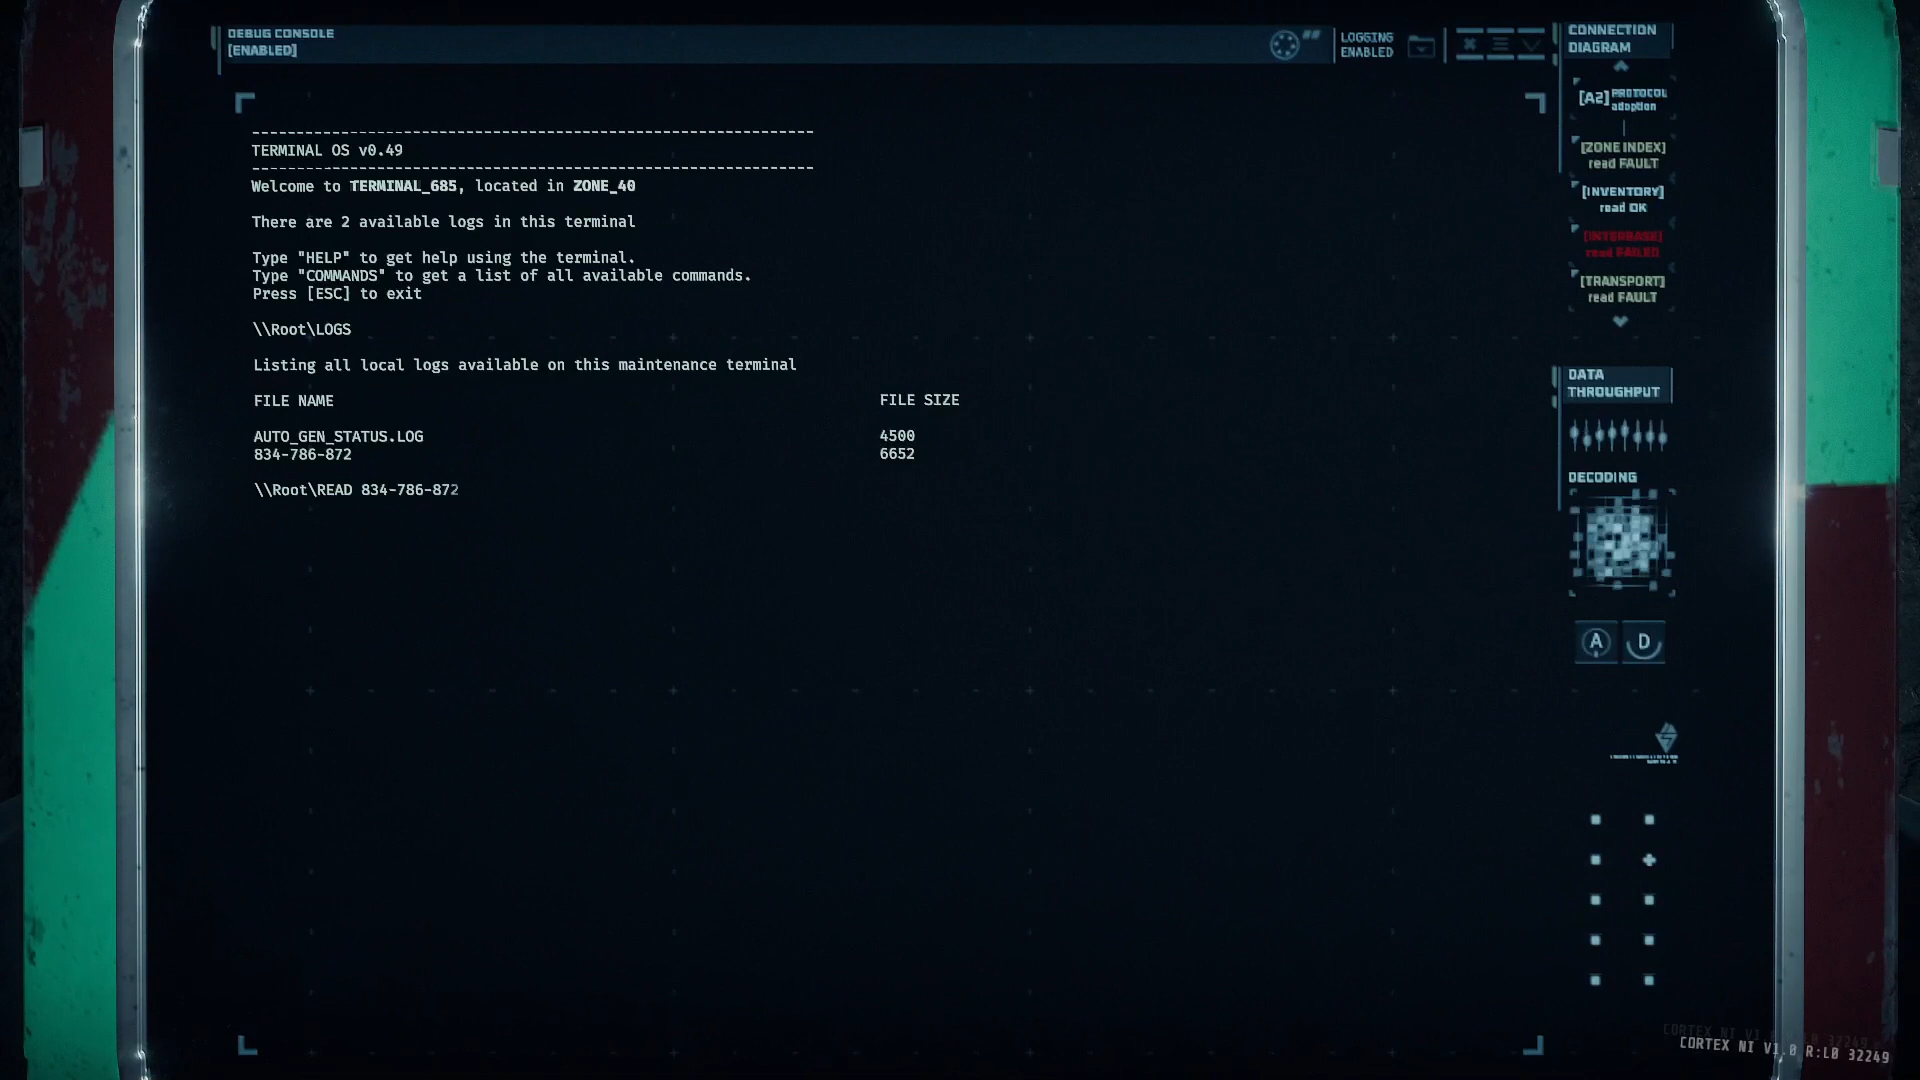 DEBUG CONSOLE
[ENABLED]
LOGGING
ENABLED
------------------------------------------------------------
TERMINAL OS v0.49
------------------------------------------------------------
Welcome to TERMINAL_685, located in ZONE_40
There are 2 available logs in this terminal
Type "HELP" to get help using the terminal.
Type "COMMANDS" to get a list of all available commands.
Press [ESC] to exit
\\Root\LOGS
Listing all local logs available on this maintenance terminal
FILE NAME FILE SIZE
AUTO_GEN_STATUS.LOG 4500
834-786-872 6652
\\Root\READ 834-786-872
CONNECTION
DIAGRAM
[A2] PROTOCOL
adoption
[ZONE INDEX]
read FAULT
[INVENTORY]
read OK
[INTERBASE]
read FAILED
[TRANSPORT]
read FAULT
DATA
THROUGHPUT
DECODING
A D
CORTEX NI V1.0 R:L0 32249